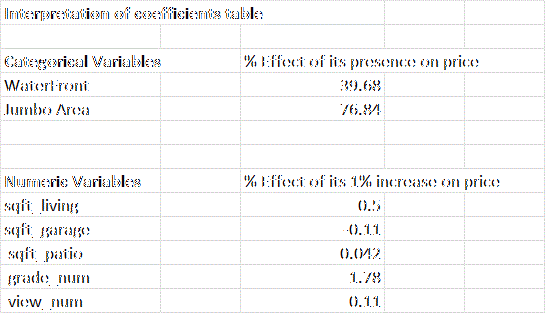 Interpretation of coefficients table
Categorical Variables % Effect of its presence on price
WaterFront 39.68
Jumbo Area 76.84
Numeric Variables % Effect of its 1% increase on price
sqft_living 0.5
sqft_garage -0.11
sqft_patio 0.042
grade_num 1.78
view_num 0.11